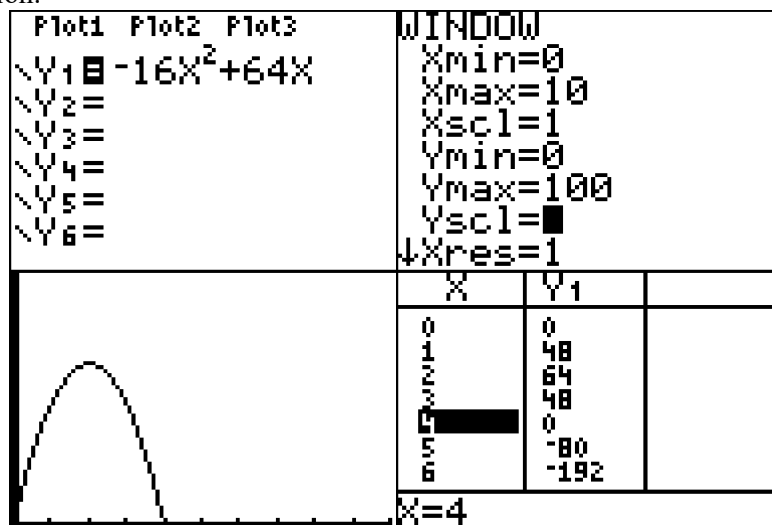 Plot1 Plot2 Plot3
\Y1=-16X²+64X
\Y2=
\Y3=
\Y4=
\Y5=
\Y6=
WINDOW
Xmin=0
Xmax=10
Xscl=1
Ymin=0
Ymax=100
Yscl=
↓Xres=1
X Y1
0 0
1 48
2 64
3 48
4 0
5 -80
6 -192
X=4